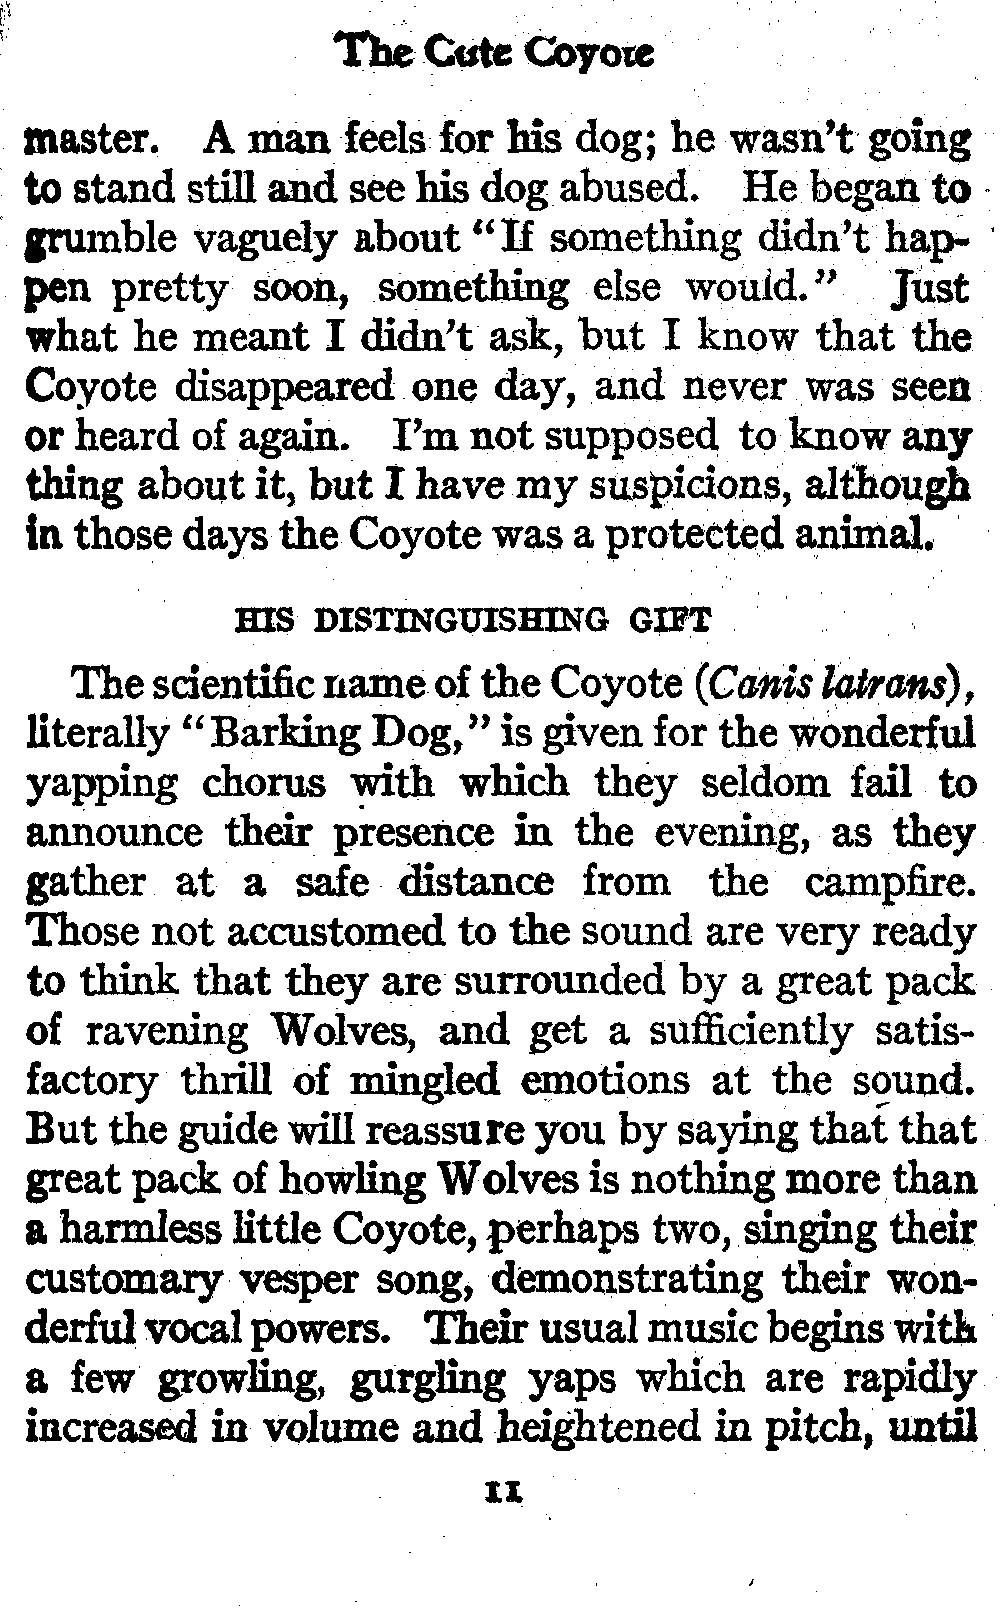 The Cute Coyote
master. A man feels for his dog; he wasn't going
to stand still and see his dog abused. He began to
grumble vaguely about "If something didn't hap-
pen pretty soon, something else would." Just
what he meant I didn't ask, but I know that the
Coyote disappeared one day, and never was seen
or heard of again. I'm not supposed to know any
thing about it, but I have my suspicions, although
in those days the Coyote was a protected animal.
HIS DISTINGUISHING GIFT
The scientific name of the Coyote (Canis latrans),
literally "Barking Dog," is given for the wonderful
yapping chorus with which they seldom fail to
announce their presence in the evening, as they
gather at a safe distance from the campfire.
Those not accustomed to the sound are very ready
to think that they are surrounded by a great pack
of ravening Wolves, and get a sufficiently satis-
factory thrill of mingled emotions at the sound.
But the guide will reassure you by saying that that
great pack of howling Wolves is nothing more than
a harmless little Coyote, perhaps two, singing their
customary vesper song, demonstrating their won-
derful vocal powers. Their usual music begins with
a few growling, gurgling yaps which are rapidly
increased in volume and heightened in pitch, until
11